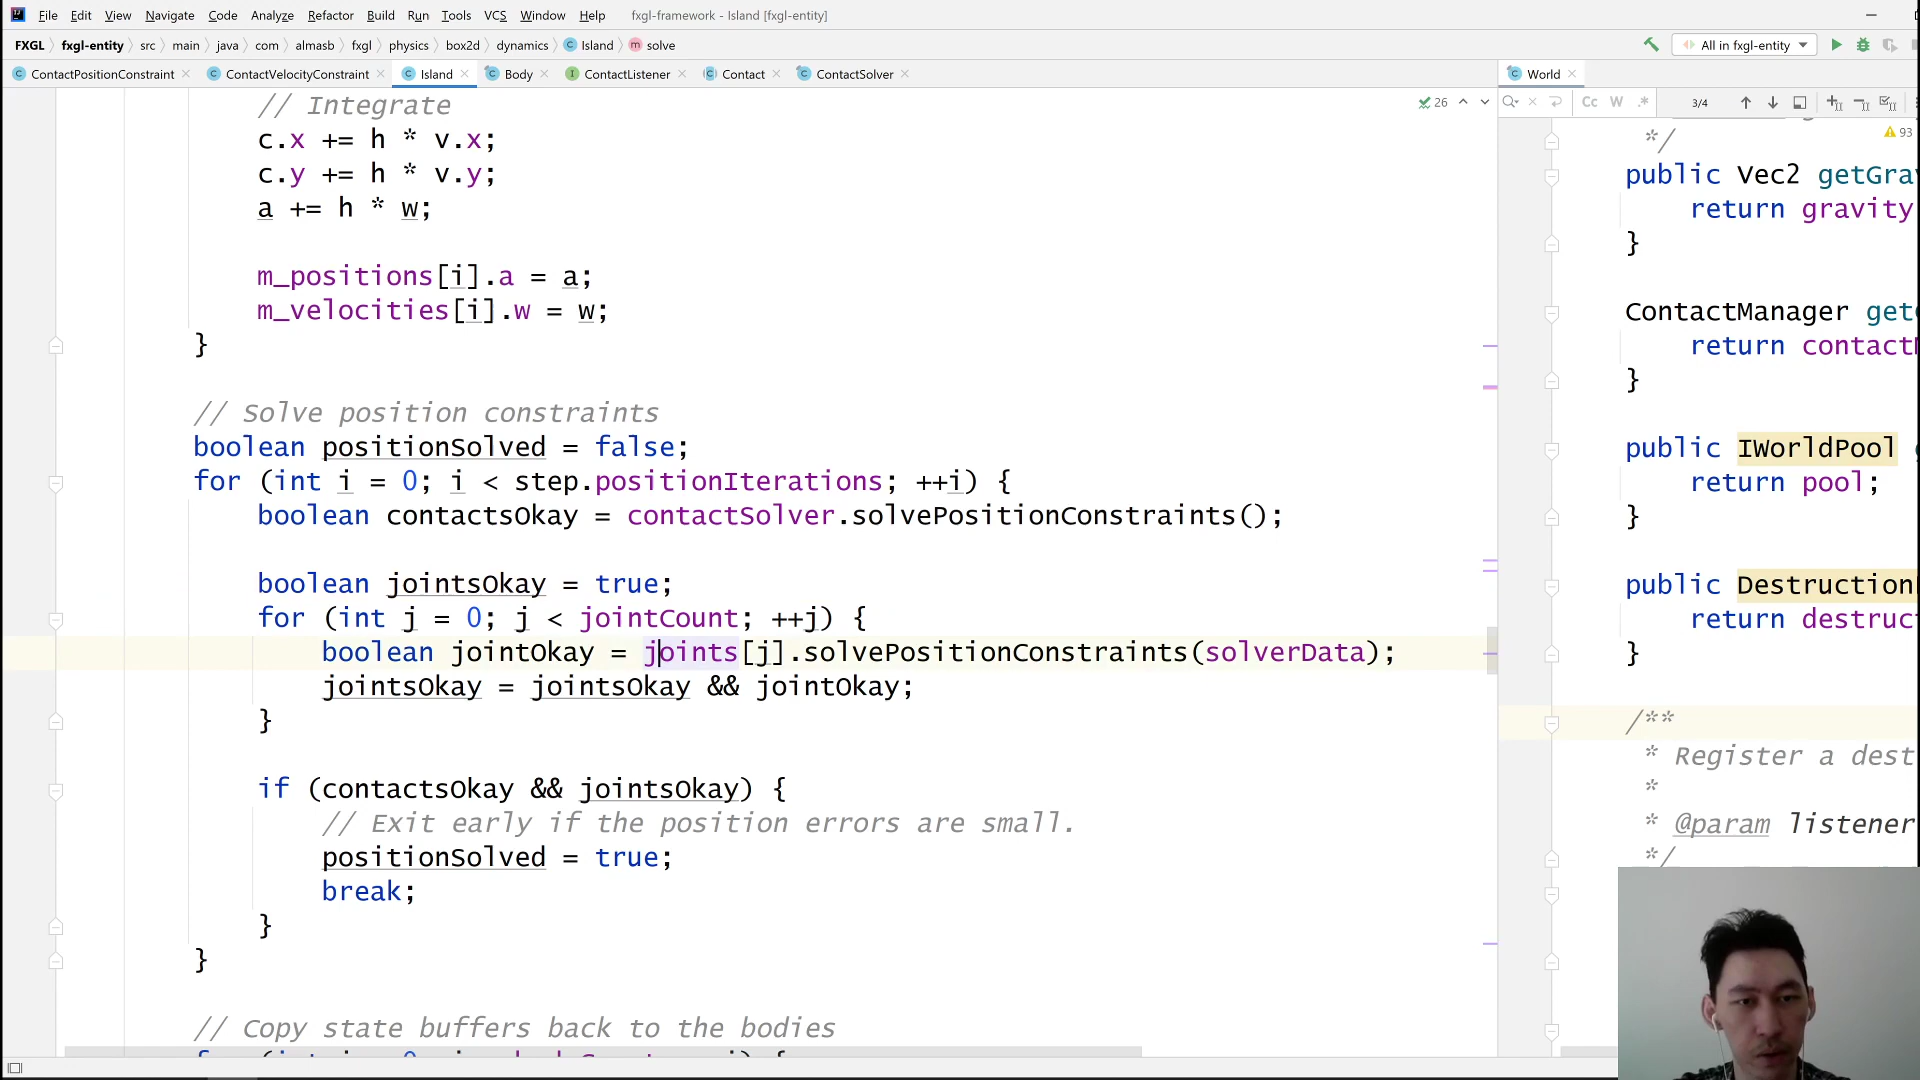 File Edit View Navigate Code Analyze Refactor Build Run Tools VCS Window Help fxgl-framework - Island [fxgl-entity]
FXGL fxgl-entity src main java com almasb fxgl physics box2d dynamics Island solve
All in fxgl-entity
ContactPositionConstraint ContactVelocityConstraint Island Body ContactListener Contact ContactSolver
// Integrate
c.x += h * v.x;
c.y += h * v.y;
a += h * w;
m_positions[i].a = a;
m_velocities[i].w = w;
}
// Solve position constraints
boolean positionSolved = false;
for (int i = 0; i < step.positionIterations; ++i) {
boolean contactsOkay = contactSolver.solvePositionConstraints();
boolean jointsOkay = true;
for (int j = 0; j < jointCount; ++j) {
boolean jointOkay = joints[j].solvePositionConstraints(solverData);
jointsOkay = jointsOkay && jointOkay;
}
if (contactsOkay && jointsOkay) {
// Exit early if the position errors are small.
positionSolved = true;
break;
}
}
// Copy state buffers back to the bodies
26
World
Cc W .* 3/4
93
*/
public Vec2 getGra
return gravity
}
ContactManager get
return contact
}
public IWorldPool
return pool;
}
public Destruction
return destruc
}
/**
* Register a dest
*
* @param listener
*/